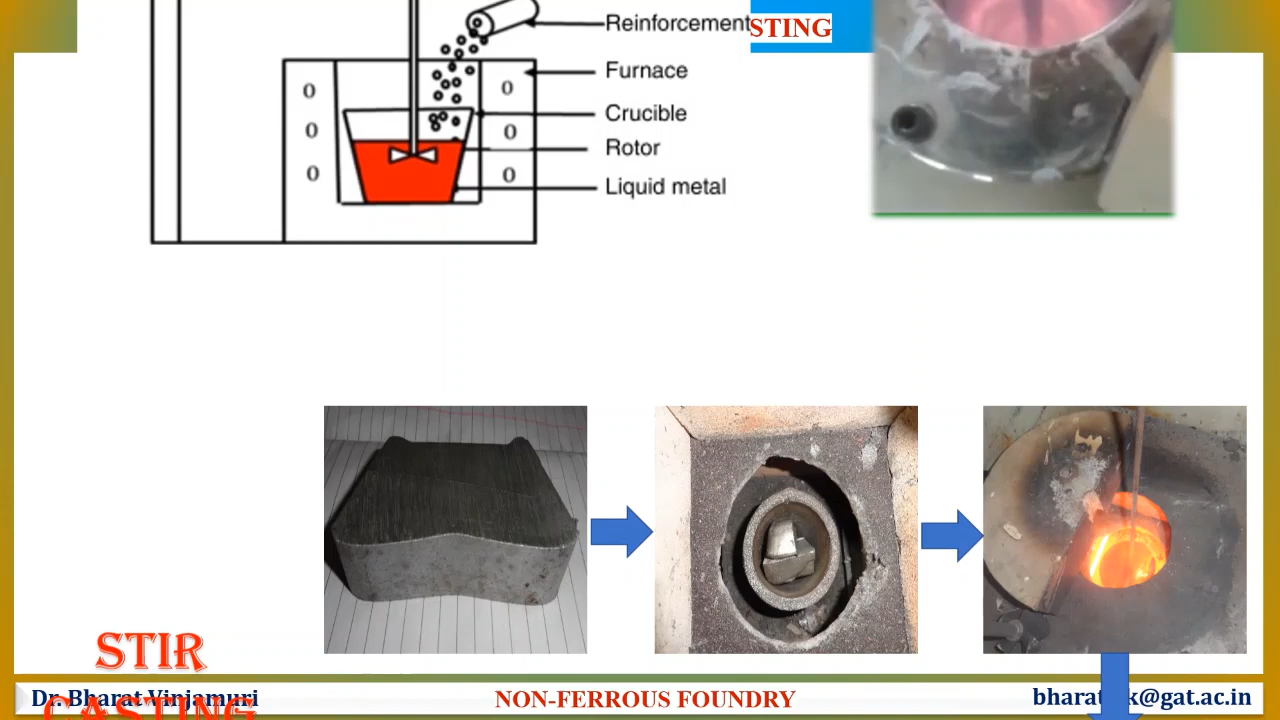 Reinforcement
STING
Furnace
0 0
Crucible
0 0
Rotor
0 0
Liquid metal
STIR
CASTING
Dr. Bharat Vinjamuri
NON-FERROUS FOUNDRY
k@gat.ac.in